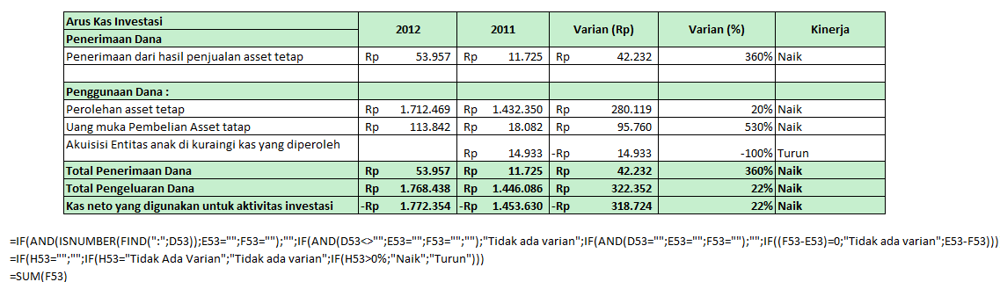 Arus Kas Investasi 2012 2011 Varian (Rp) Varian (%) Kinerja
Penerimaan Dana
Penerimaan dari hasil penjualan asset tetap Rp 53.957 Rp 11.725 Rp 42.232 360% Naik
Penggunaan Dana :
Perolehan asset tetap Rp 1.712.469 Rp 1.432.350 Rp 280.119 20% Naik
Uang muka Pembelian Asset tatap Rp 113.842 Rp 18.082 Rp 95.760 530% Naik
Akuisisi Entitas anak di kuraingi kas yang diperoleh Rp 14.933 -Rp 14.933 -100% Turun
Total Penerimaan Dana Rp 53.957 Rp 11.725 Rp 42.232 360% Naik
Total Pengeluaran Dana Rp 1.768.438 Rp 1.446.086 Rp 322.352 22% Naik
Kas neto yang digunakan untuk aktivitas investasi -Rp 1.772.354 -Rp 1.453.630 -Rp 318.724 22% Naik
=IF(AND(ISNUMBER(FIND(":";D53));E53="";F53="");"";IF(AND(D53<>"";E53="";F53="";"");"Tidak ada varian";IF(AND(D53="";E53="";F53="");"";IF((F53-E53)=0;"Tidak ada varian";E53-F53)))
=IF(H53="";"";IF(H53="Tidak Ada Varian";"Tidak ada varian";IF(H53>0%;"Naik";"Turun")))
=SUM(F53)